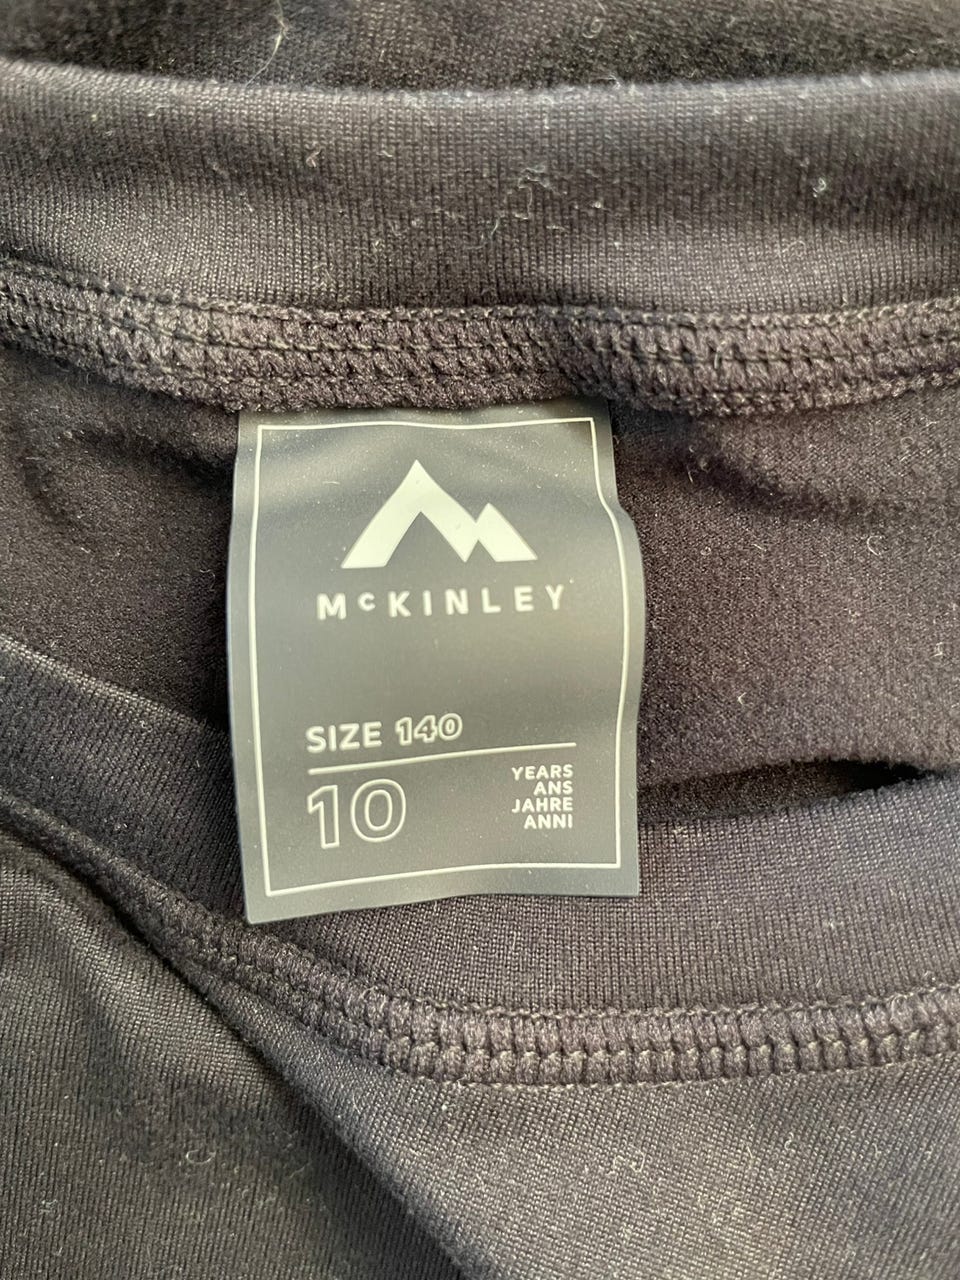 McKINLEY
SIZE 140
10
YEARS
ANS
JAHRE
ANNI